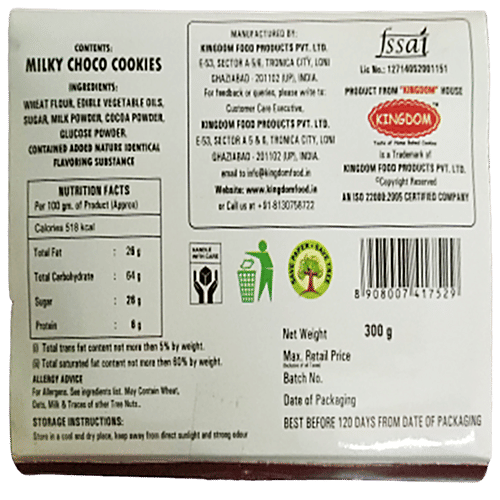 CONTENTS:
MILKY CHOCO COOKIES
INGREDIENTS:
WHEAT FLOUR, EDIBLE VEGETABLE OILS,
SUGAR, MILK POWDER, COCOA POWDER,
GLUCOSE POWDER.
CONTAINED ADDED NATURE IDENTICAL
FLAVORING SUBSTANCE
NUTRITION FACTS
Per 100 gm. of Product (Approx)
Calories 518 kcal
Total Fat : 26 g
Total Carbohydrate : 64 g
Sugar : 26 g
Protein : 6 g
(i) Total trans fat content not more then 5% by weight.
(ii) Total saturated fat content not more than 60% by weight.
ALLERGY ADVICE
For Allergens. See ingredients list. May Contain Wheat,
Oats, Milk & Traces of other Tree Nuts..
STORAGE INSTRUCTIONS:
Store in a cool and dry place, keep away from direct sunlight and strong odour
MANUFACTURED BY:
KINGDOM FOOD PRODUCTS PVT. LTD.
E-53, SECTOR A-5/6, TRONICA CITY, LONI
GHAZIABAD - 201102 (UP), INDIA.
For feedback or queries, please write to:
Customer Care Executive,
KINGDOM FOOD PRODUCTS PVT. LTD.
E-53, SECTOR A-5 & 6, TRONICA CITY, LONI
GHAZIABAD - 201102 (UP), INDIA.
email to info@kingdomfood.in
Website: www.kingdomfood.in
or Call us at +91-8130758722
fssai
Lic No.: 12714052001151
PRODUCT FROM "KINGDOM" HOUSE
KINGDOM
TM
Taste of Home Baked Cookies
is a Trademark of
KINGDOM FOOD PRODUCTS PVT. LTD.
©Copyright Reserved
AN ISO 22000:2005 CERTIFIED COMPANY
HANDLE
WITH CARE
SAVE PAPER • SAVE TREE
8 908007 417529
Net Weight 300 g
Max. Retail Price
(Inclusive of all Taxes)
Batch No.
Date of Packaging
BEST BEFORE 120 DAYS FROM DATE OF PACKAGING